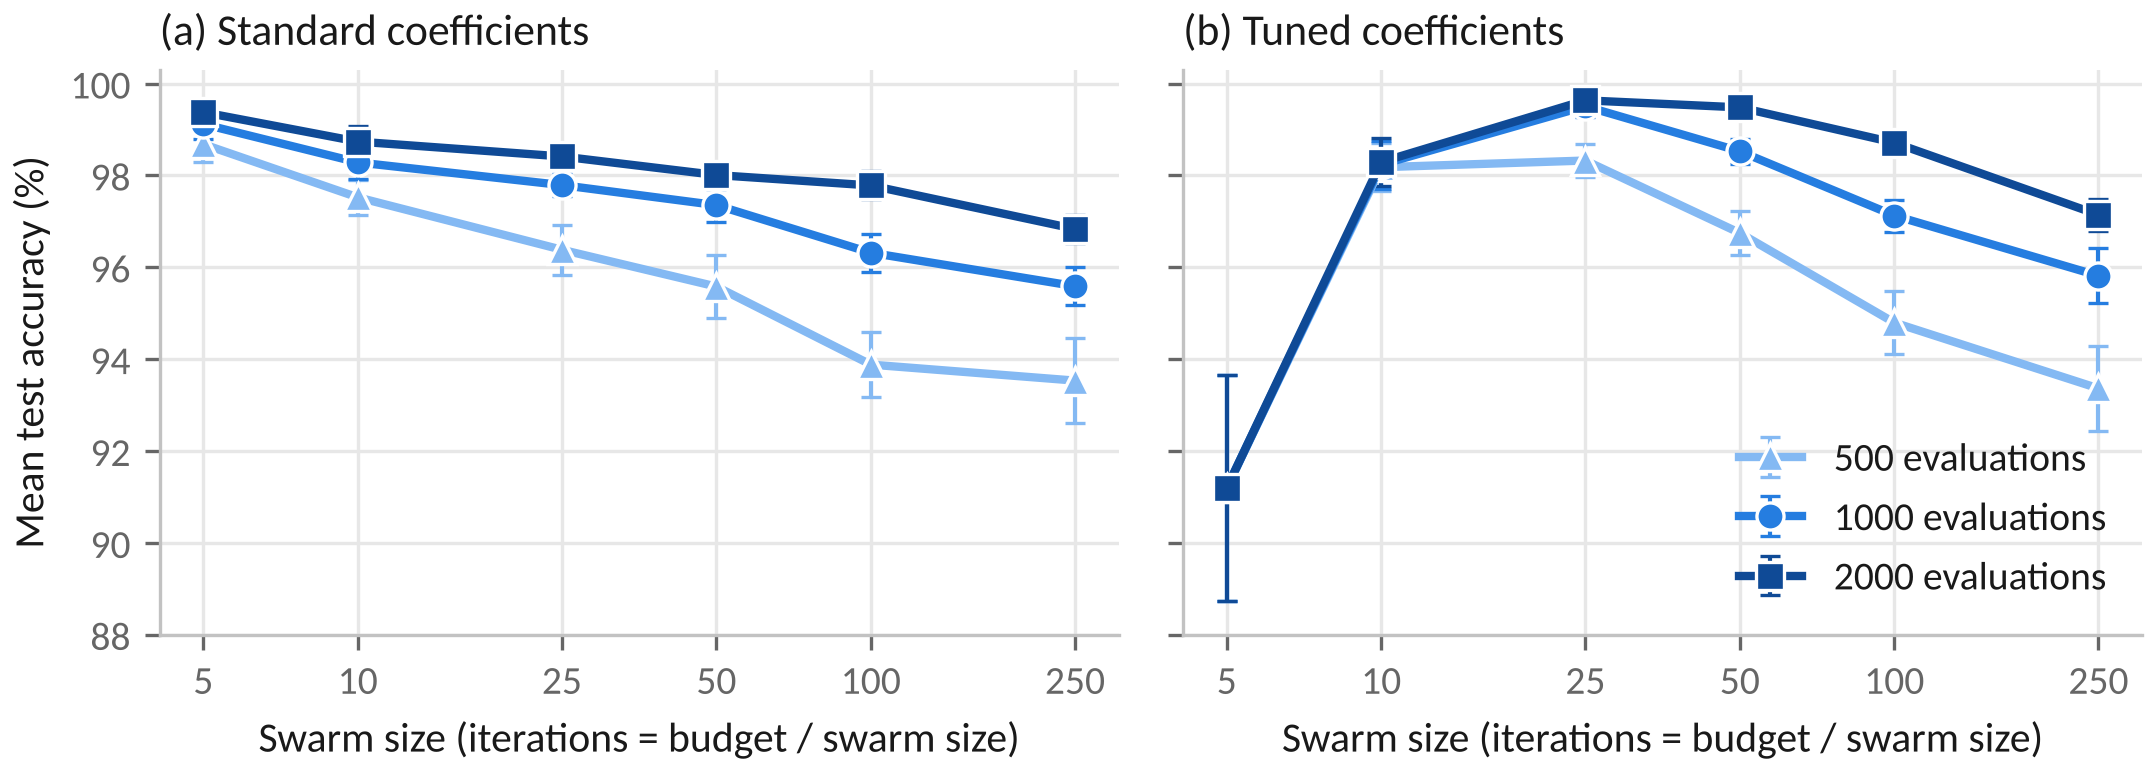 (a) Standard coefficients
(b) Tuned coefficients
Mean test accuracy (%)
100
98
96
94
92
90
88
5 10 25 50 100 250
5 10 25 50 100 250
Swarm size (iterations = budget / swarm size)
Swarm size (iterations = budget / swarm size)
500 evaluations
1000 evaluations
2000 evaluations